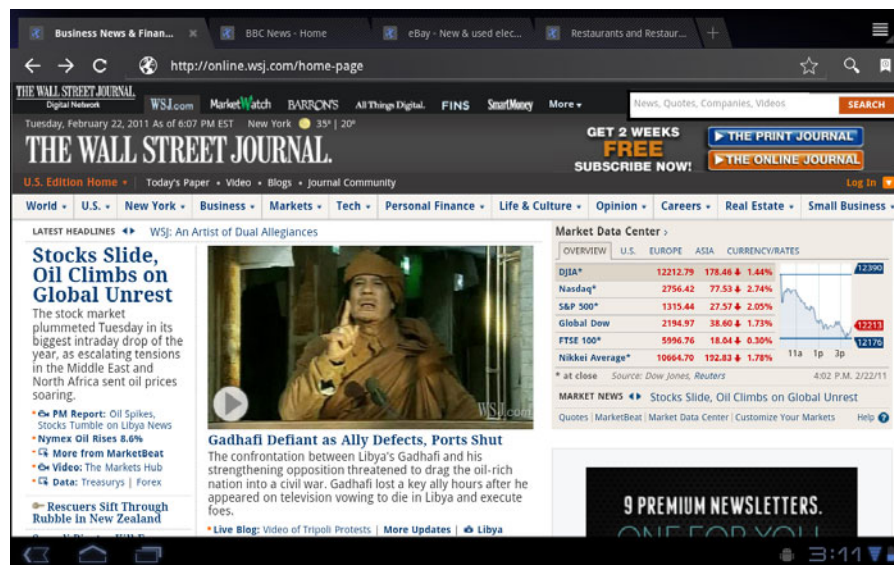 Business News & Finan...
BBC News - Home
eBay - New & used elec...
Restaurants and Restaur...
http://online.wsj.com/home-page
THE WALL STREET JOURNAL.
Digital Network
WSJ.com
MarketWatch
BARRON'S
All Things Digital.
FINS
SmartMoney
More
News, Quotes, Companies, Videos
SEARCH
Tuesday, February 22, 2011 As of 6:07 PM EST New York 35° | 20°
THE WALL STREET JOURNAL.
GET 2 WEEKS
FREE
SUBSCRIBE NOW!
THE PRINT JOURNAL
THE ONLINE JOURNAL
U.S. Edition Home
Today's Paper • Video • Blogs • Journal Community
Log In
World
U.S.
New York
Business
Markets
Tech
Personal Finance
Life & Culture
Opinion
Careers
Real Estate
Small Business
LATEST HEADLINES WSJ: An Artist of Dual Allegiances
Stocks Slide,
Oil Climbs on
Global Unrest
The stock market
plummeted Tuesday in its
biggest intraday drop of the
year, as escalating tensions
in the Middle East and
North Africa sent oil prices
soaring.
PM Report: Oil Spikes,
Stocks Tumble on Libya News
Nymex Oil Rises 8.6%
More from MarketBeat
Video: The Markets Hub
Data: Treasurys | Forex
Rescuers Sift Through
Rubble in New Zealand
WSJ.com
Gadhafi Defiant as Ally Defects, Ports Shut
The confrontation between Libya's Gadhafi and his
strengthening opposition threatened to drag the oil-rich
nation into a civil war. Gadhafi lost a key ally hours after he
appeared on television vowing to die in Libya and execute
foes.
Live Blog: Video of Tripoli Protests | More Updates | Libya
Market Data Center
OVERVIEW U.S. EUROPE ASIA CURRENCY/RATES
DJIA* 12212.79 178.46 1.44%
Nasdaq* 2756.42 77.53 2.74%
S&P 500* 1315.44 27.57 2.05%
Global Dow 2194.97 38.60 1.73%
FTSE 100* 5996.76 18.04 0.30%
Nikkei Average* 10664.70 192.83 1.78%
12390
12213
12176
11a 1p 3p
* at close Source: Dow Jones, Reuters 4:02 P.M. 2/22/11
MARKET NEWS Stocks Slide, Oil Climbs on Global Unrest
Quotes | MarketBeat | Market Data Center | Customize Your Markets Help
9 PREMIUM NEWSLETTERS.
ONE FOR YOU
3:11